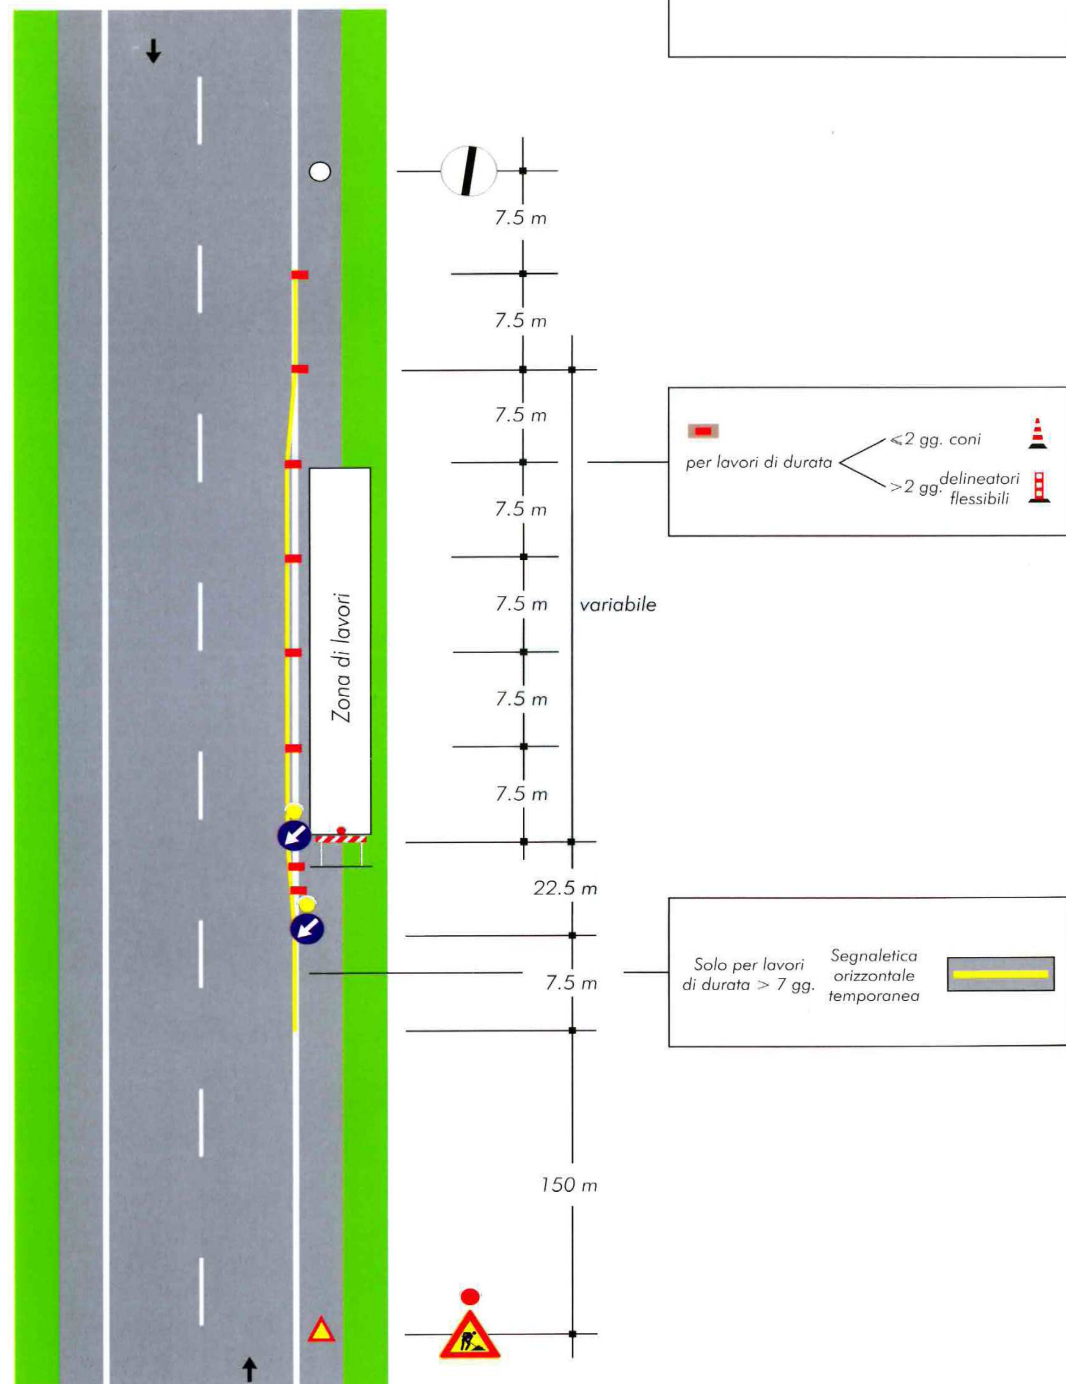 7.5 m
7.5 m
7.5 m
7.5 m
7.5 m
7.5 m
7.5 m
variabile
22.5 m
7.5 m
150 m
Zona di lavori
per lavori di durata
⩽2 gg. coni
>2 gg. delineatori
flessibili
Solo per lavori
di durata > 7 gg.
Segnaletica
orizzontale
temporanea